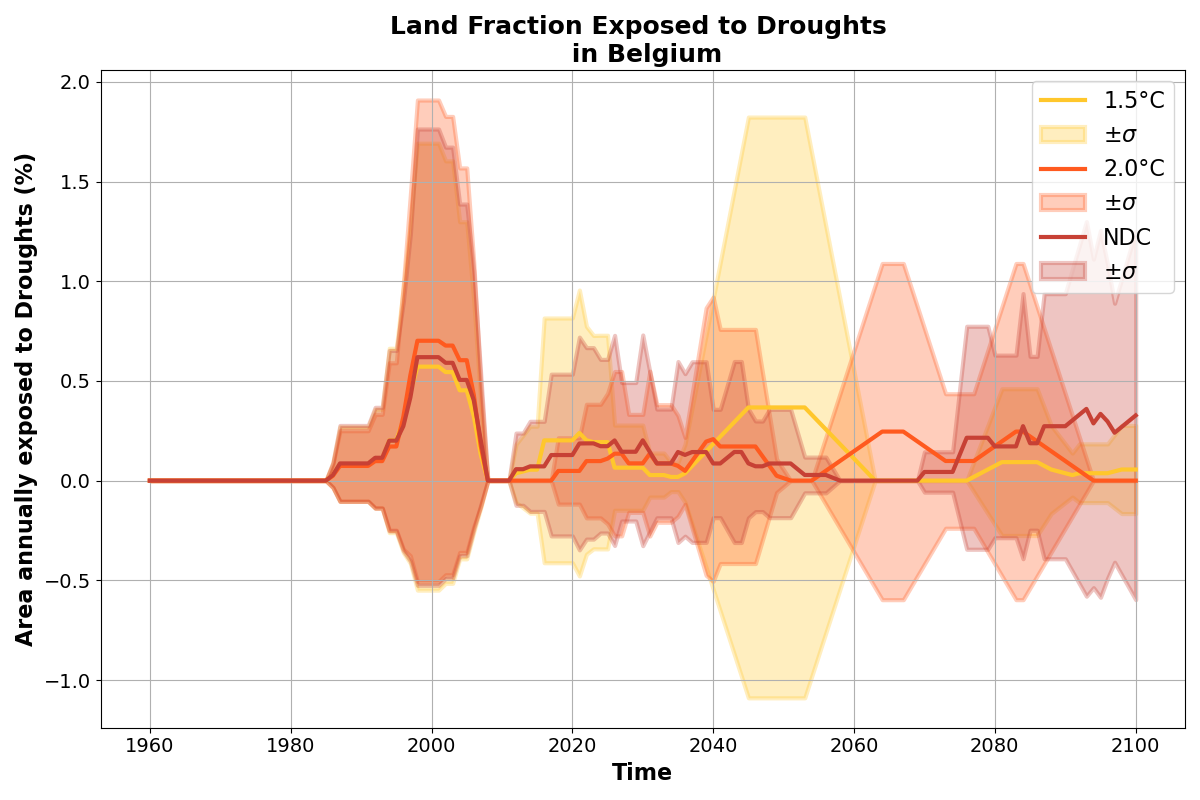 Land Fraction Exposed to Droughts
in Belgium
Area annually exposed to Droughts (%)
2.0
1.5
1.0
0.5
0.0
−0.5
−1.0
1.5°C
±σ
2.0°C
±σ
NDC
±σ
1960
1980
2000
2020
2040
2060
2080
2100
Time